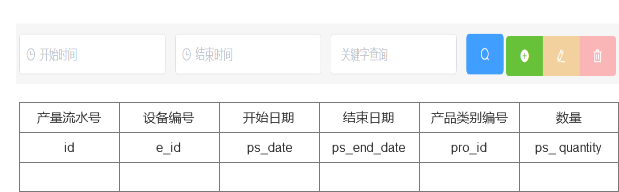 开始时间 结束时间 关键字查询
产量流水号 设备编号 开始日期 结束日期 产品类别编号 数量
id e_id ps_date ps_end_date pro_id ps_ quantity